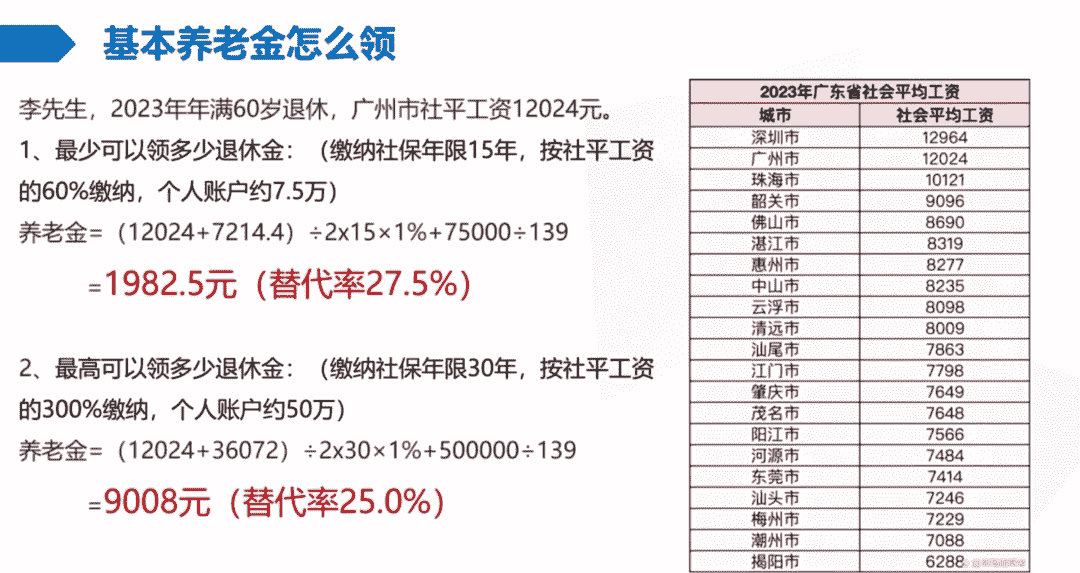 基本养老金怎么领
李先生，2023年年满60岁退休，广州市社平工资12024元。
1、最少可以领多少退休金：（缴纳社保年限15年，按社平工资
的60%缴纳，个人账户约7.5万）
养老金=（12024+7214.4）÷2x15×1%+75000÷139
=1982.5元（替代率27.5%）
2、最高可以领多少退休金：（缴纳社保年限30年，按社平工资
的300%缴纳，个人账户约50万）
养老金=（12024+36072）÷2x30×1%+500000÷139
=9008元（替代率25.0%）
2023年广东省社会平均工资
城市 社会平均工资
深圳市 12964
广州市 12024
珠海市 10121
韶关市 9096
佛山市 8690
湛江市 8319
惠州市 8277
中山市 8235
云浮市 8098
清远市 8009
汕尾市 7863
江门市 7798
肇庆市 7649
茂名市 7648
阳江市 7566
河源市 7484
东莞市 7414
汕头市 7246
梅州市 7229
潮州市 7088
揭阳市 6288